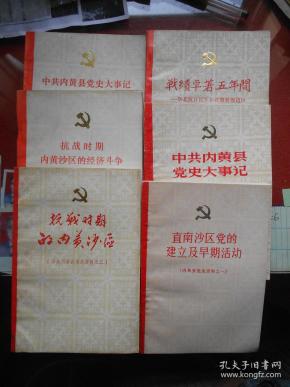 中共内黄县党史大事记
战绩卓著五年间
抗战时期
内黄沙区的经济斗争
中共内黄县
党史大事记
抗战时期
的内黄沙区
直南沙区党的
建立及早期活动
孔夫子旧书网